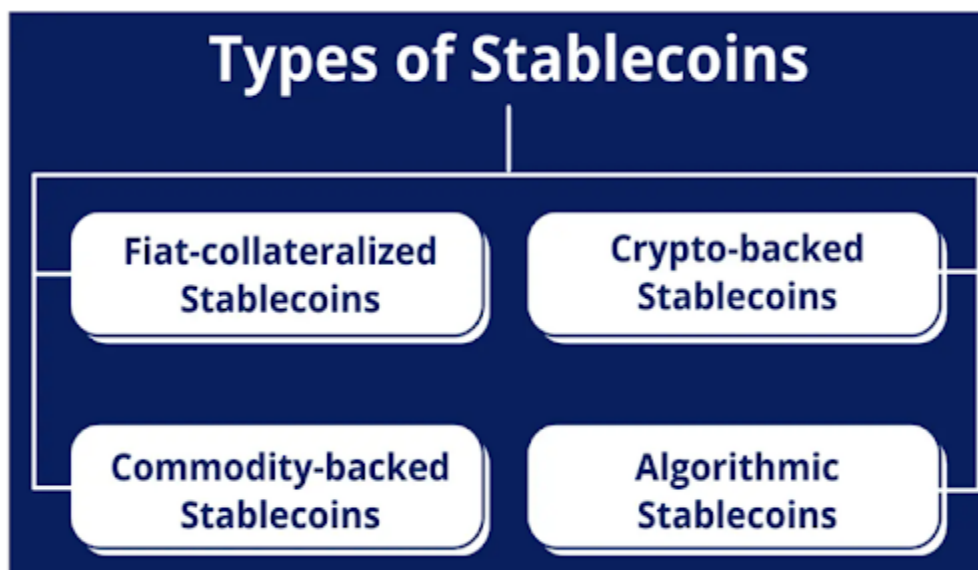 Types of Stablecoins
Fiat-collateralized
Stablecoins
Crypto-backed
Stablecoins
Commodity-backed
Stablecoins
Algorithmic
Stablecoins